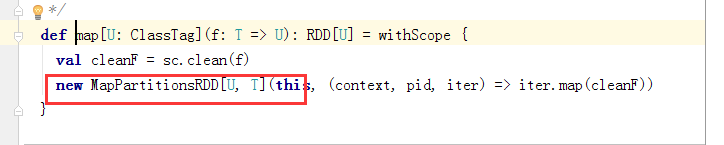 */
def map[U: ClassTag](f: T => U): RDD[U] = withScope {
val cleanF = sc.clean(f)
new MapPartitionsRDD[U, T](this, (context, pid, iter) => iter.map(cleanF))
}